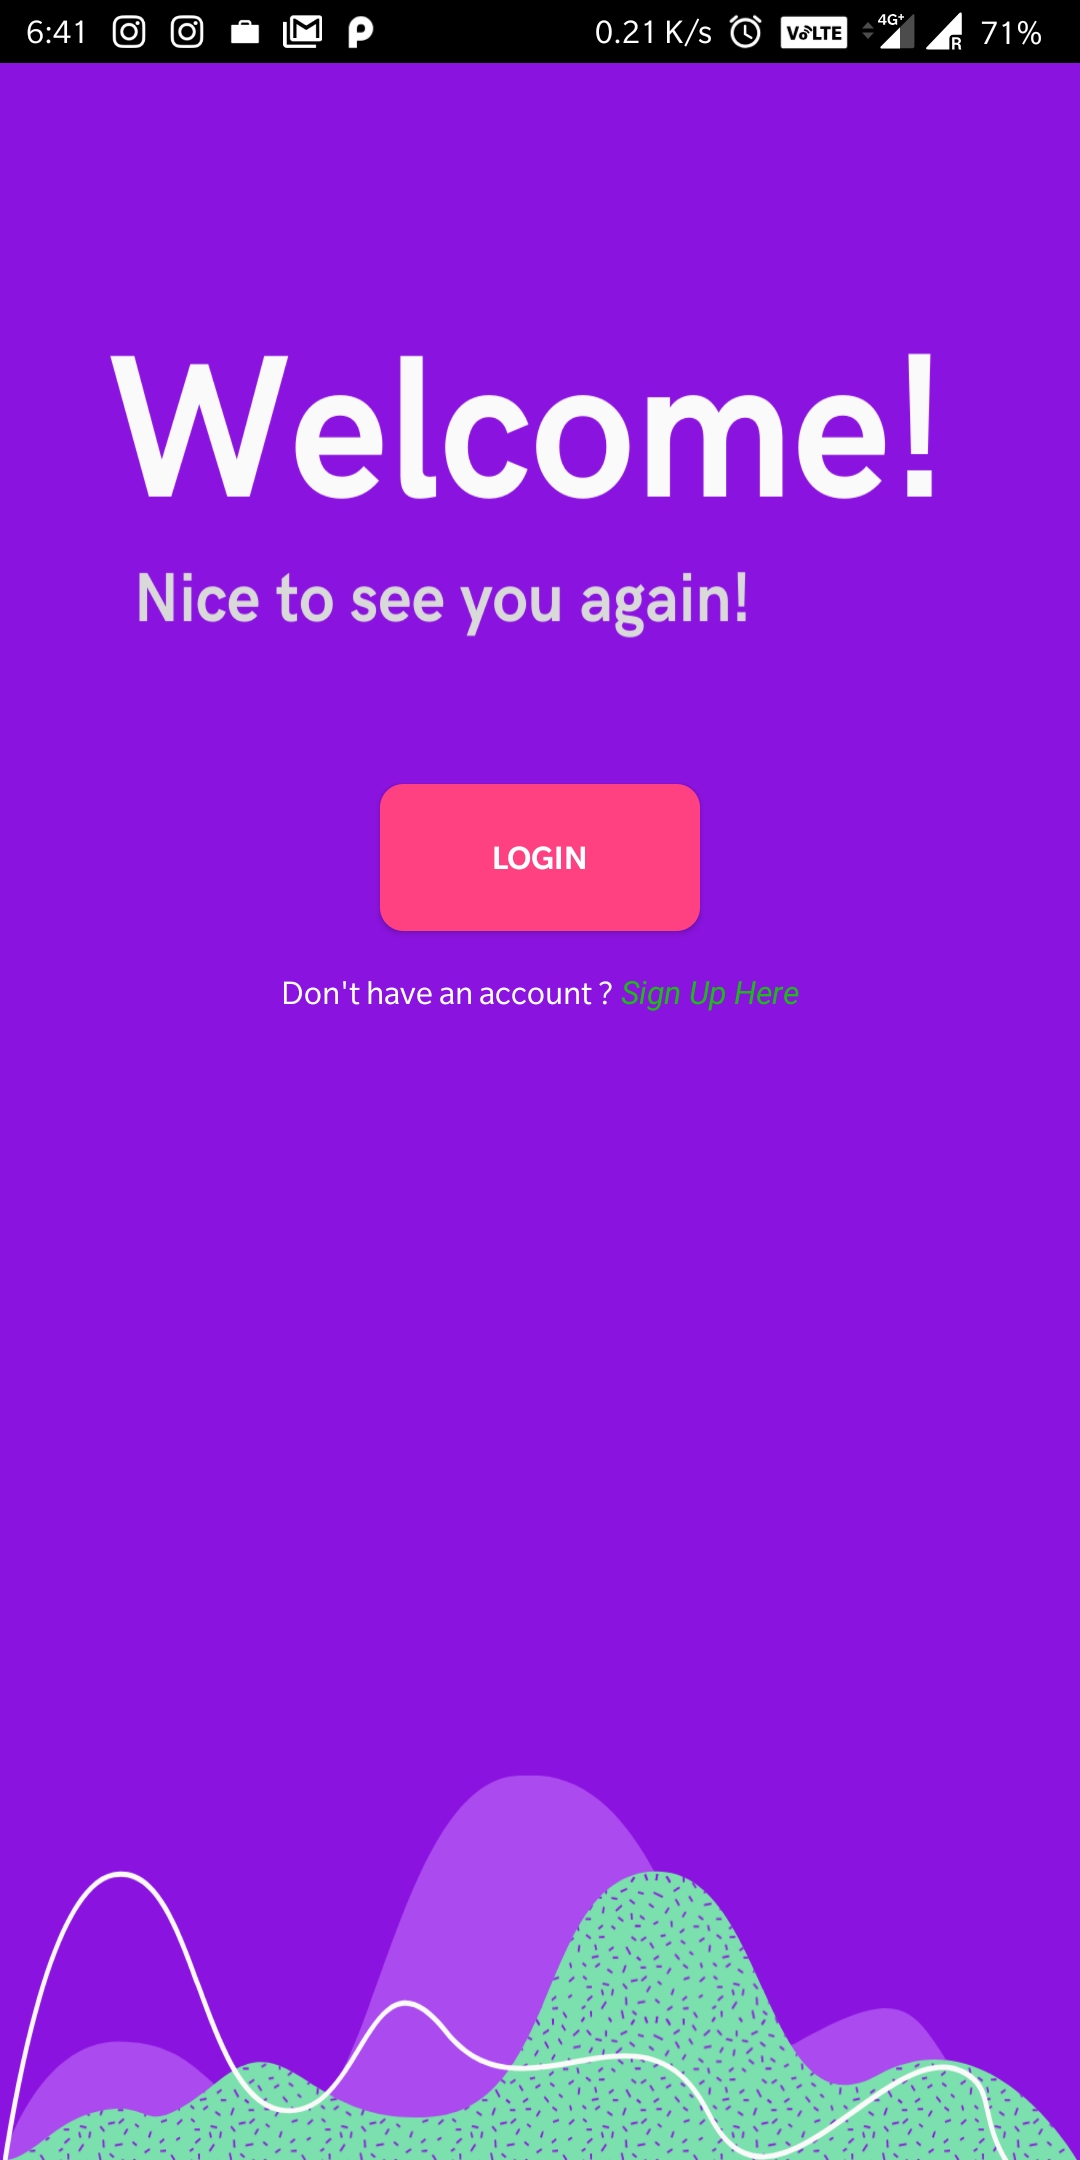 6:41 0.21 K/s VoLTE 4G+ R 71%
Welcome!
Nice to see you again!
LOGIN
Don't have an account ? Sign Up Here